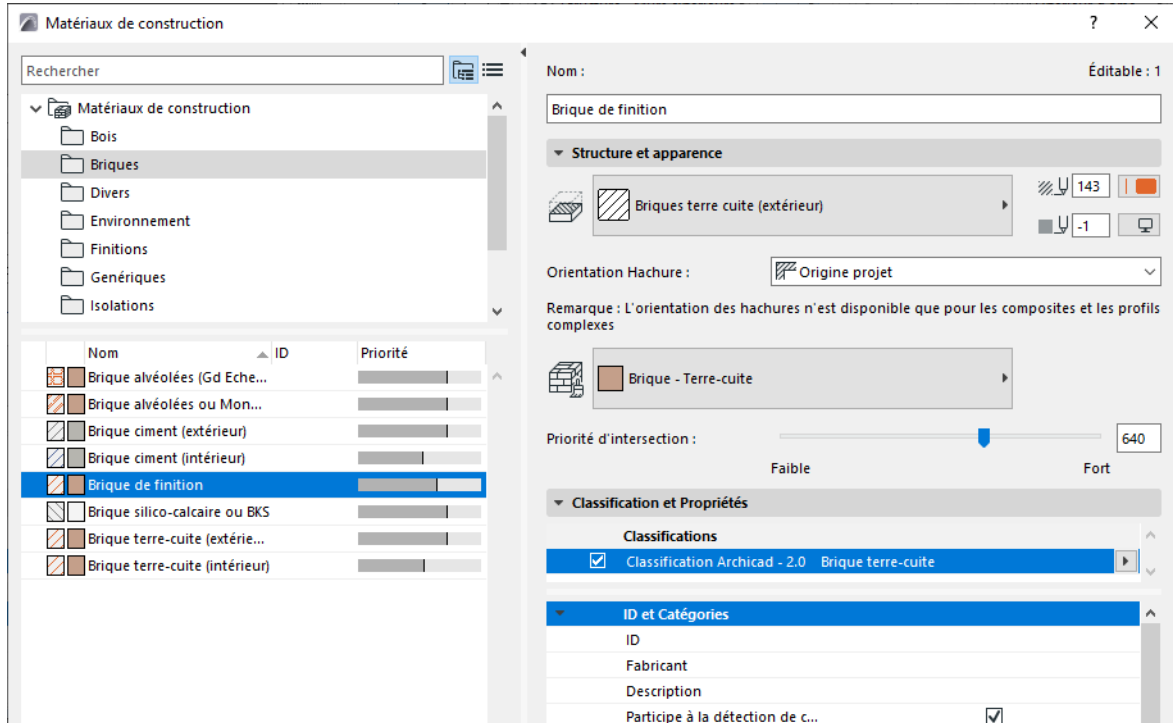 Matériaux de construction
?
Rechercher
Matériaux de construction
Bois
Briques
Divers
Environnement
Finitions
Genériques
Isolations
Nom ID Priorité
Brique alvéolées (Gd Eche...
Brique alvéolées ou Mon...
Brique ciment (extérieur)
Brique ciment (intérieur)
Brique de finition
Brique silico-calcaire ou BKS
Brique terre-cuite (extérie...
Brique terre-cuite (intérieur)
Nom : Éditable : 1
Brique de finition
Structure et apparence
Briques terre cuite (extérieur)
143
-1
Orientation Hachure : Origine projet
Remarque : L'orientation des hachures n'est disponible que pour les composites et les profils
complexes
Brique - Terre-cuite
Priorité d'intersection : 640
Faible Fort
Classification et Propriétés
Classifications
Classification Archicad - 2.0 Brique terre-cuite
ID et Catégories
ID
Fabricant
Description
Participe à la détection de c...